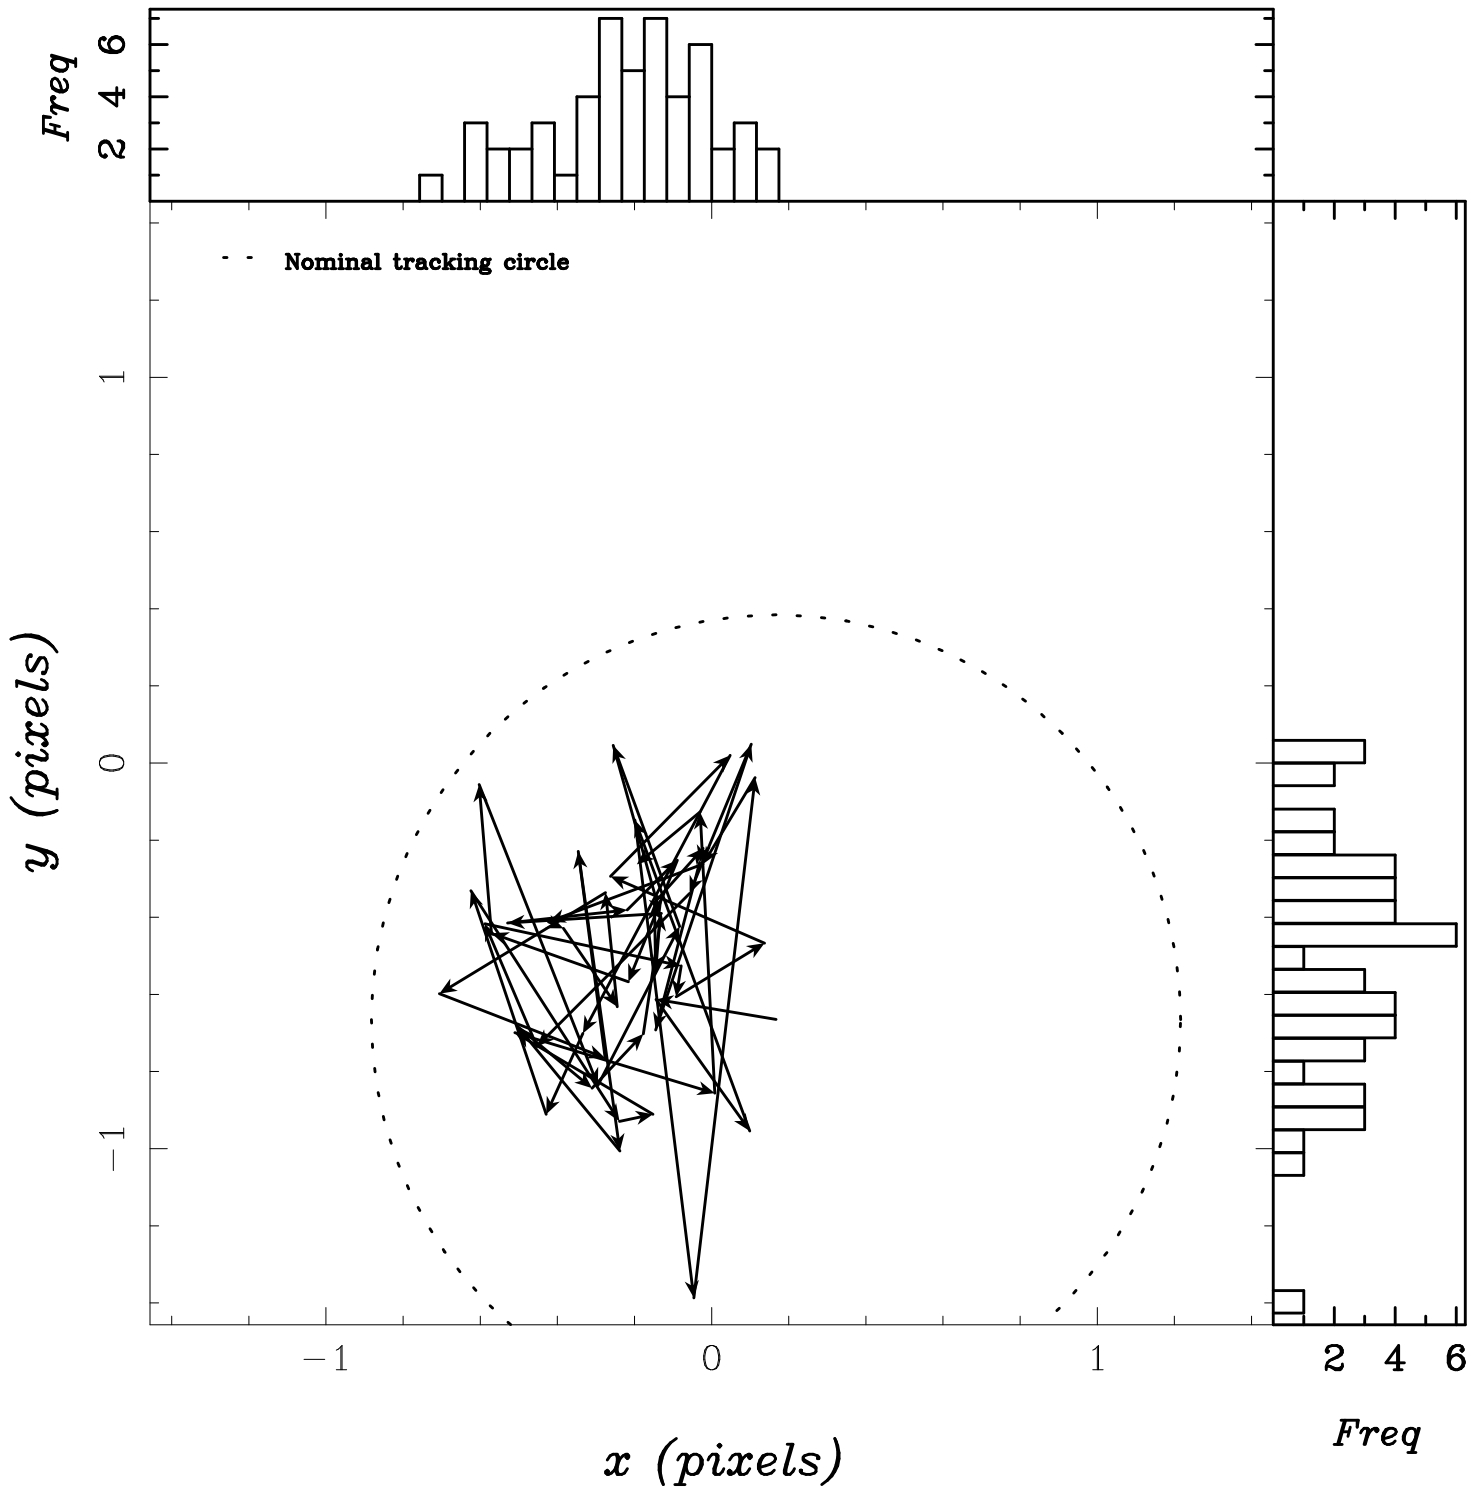 Freq
6
4
2
Nominal tracking circle
1
0
−1
y (pixels)
−1 0 1
x (pixels)
2 4 6
Freq